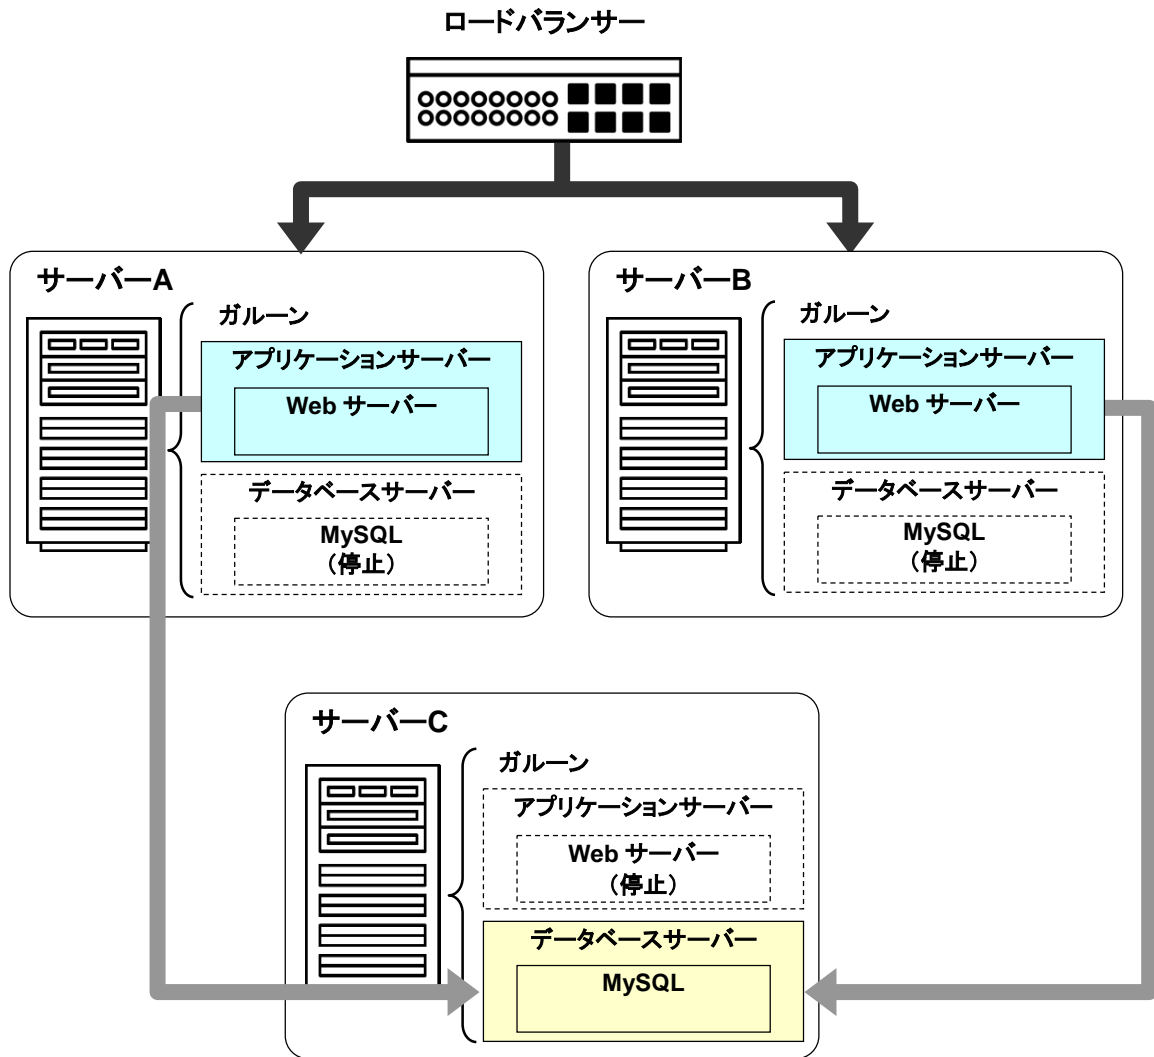 ロードバランサー
サーバーA
ガルーン
アプリケーションサーバー
Web サーバー
データベースサーバー
MySQL
（停止）
サーバーB
ガルーン
アプリケーションサーバー
Web サーバー
データベースサーバー
MySQL
（停止）
サーバーC
ガルーン
アプリケーションサーバー
Web サーバー
（停止）
データベースサーバー
MySQL